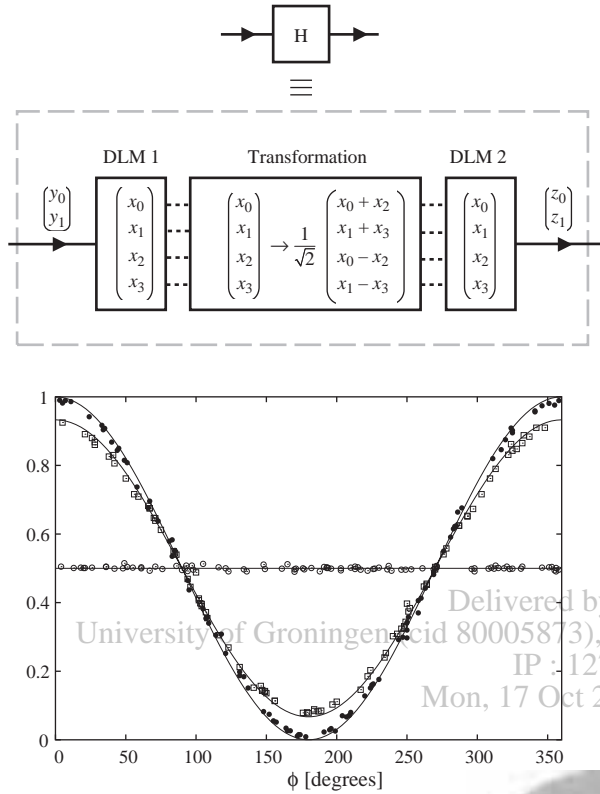 H
≡
DLM 1 Transformation DLM 2
(y₀ y₁) (x₀ x₁ x₂ x₃) (x₀ x₁ x₂ x₃) → 1/√2 (x₀ + x₂ x₁ + x₃ x₀ − x₂ x₁ − x₃) (x₀ x₁ x₂ x₃) (z₀ z₁)
1
0.8
0.6
0.4
0.2
0
0 50 100 150 200 250 300 350
ϕ [degrees]
Delivered by
University of Groningen (cid 80005873),
IP : 12
Mon, 17 Oct 2